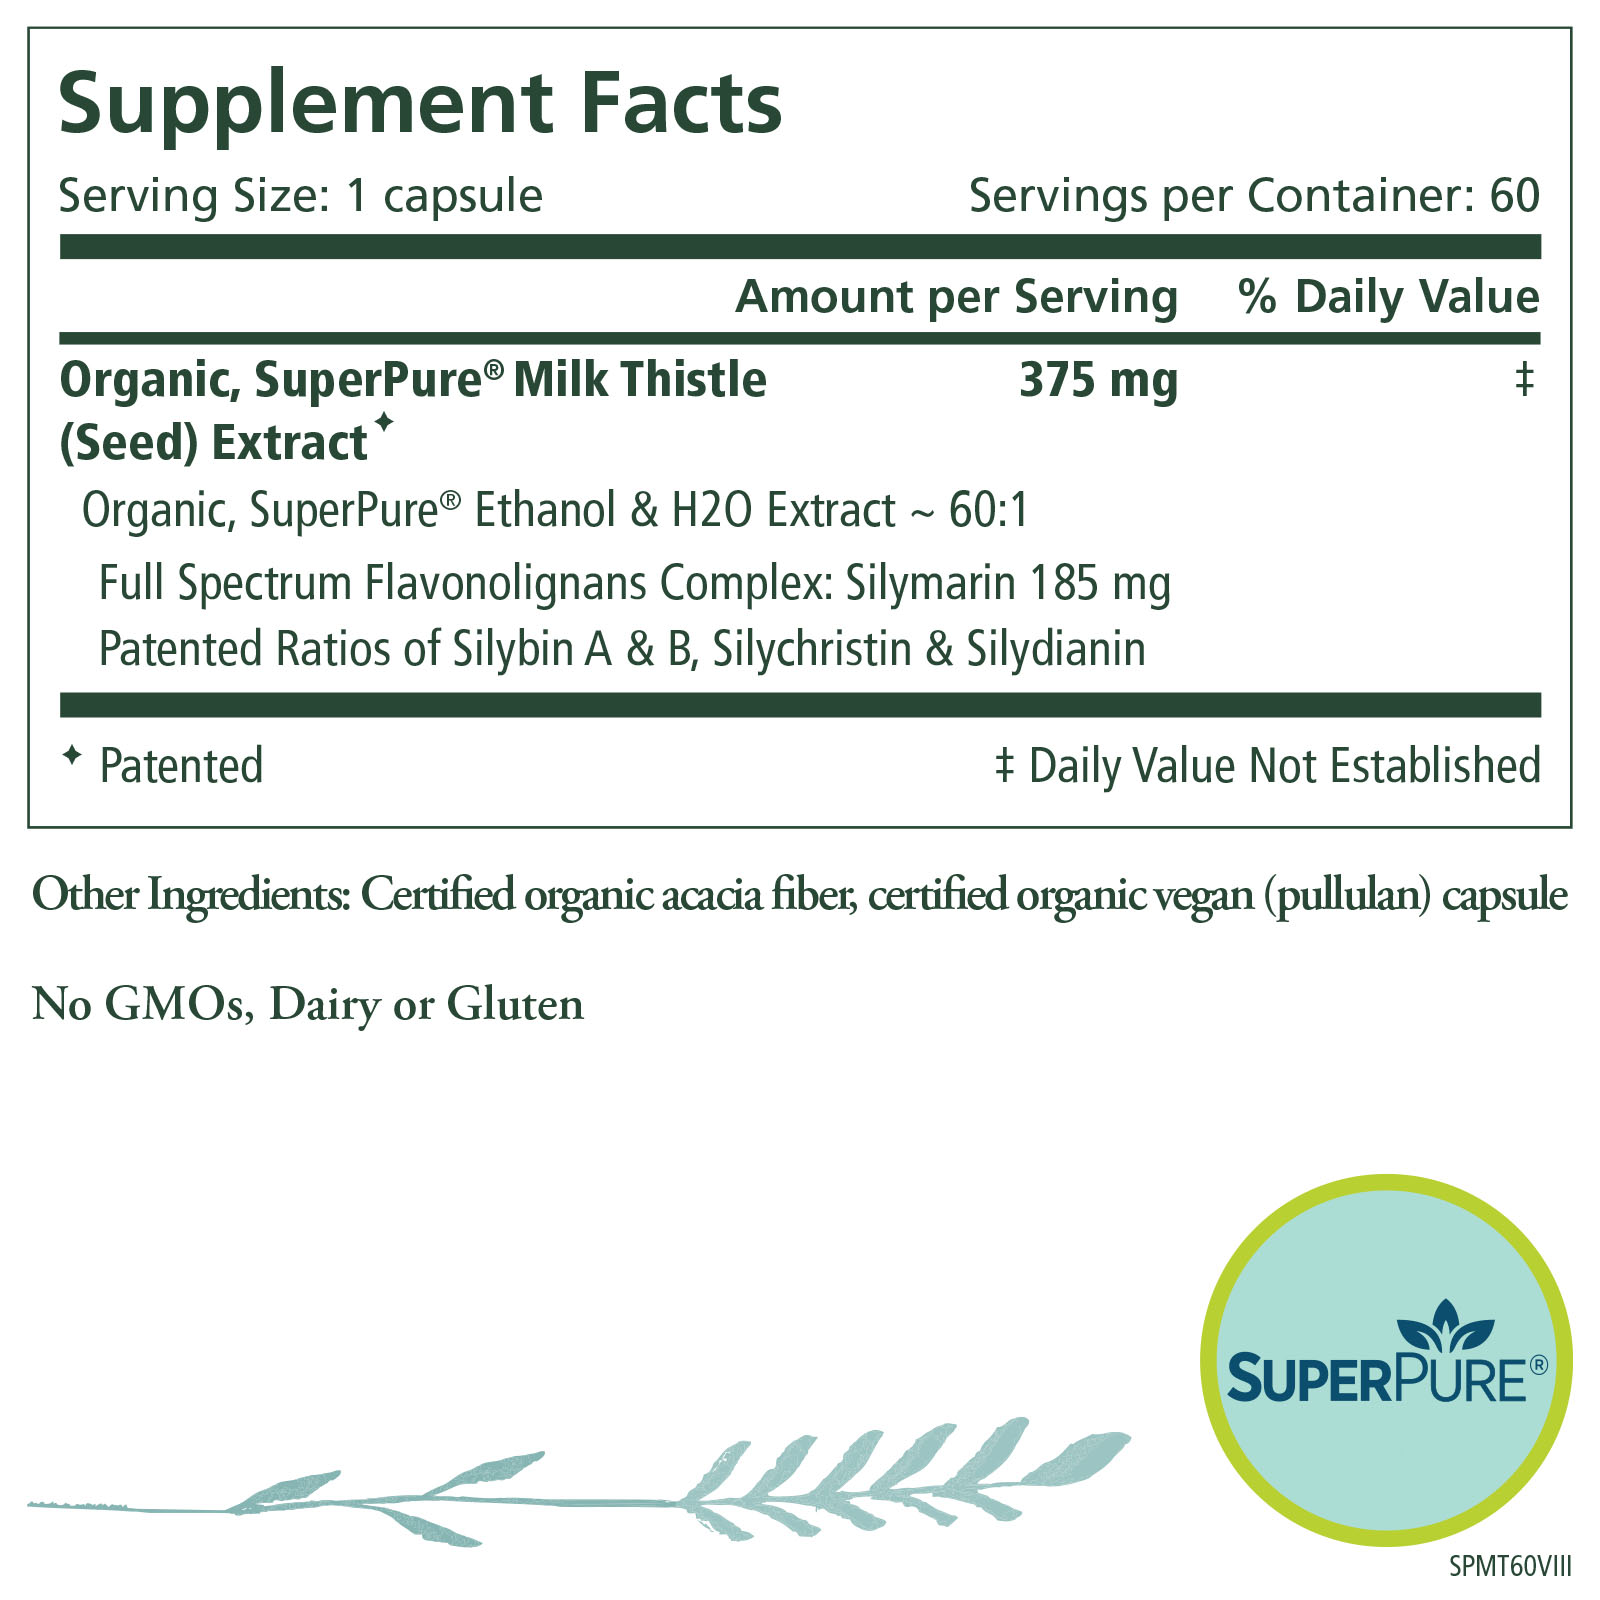 Supplement Facts
Serving Size: 1 capsule Servings per Container: 60
Amount per Serving % Daily Value
Organic, SuperPure® Milk Thistle 375 mg ‡
(Seed) Extract✦
Organic, SuperPure® Ethanol & H2O Extract ~ 60:1
Full Spectrum Flavonolignans Complex: Silymarin 185 mg
Patented Ratios of Silybin A & B, Silychristin & Silydianin
✦ Patented ‡ Daily Value Not Established
Other Ingredients: Certified organic acacia fiber, certified organic vegan (pullulan) capsule
No GMOs, Dairy or Gluten
SUPERPURE®
SPMT60VIII